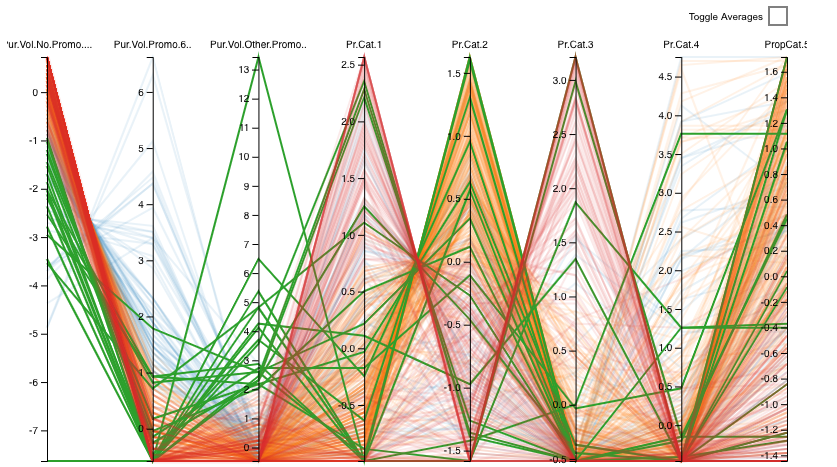 Toggle Averages
Pur.Vol.No.Promo.... Pur.Vol.Promo.6.. Pur.Vol.Other.Promo.. Pr.Cat.1 Pr.Cat.2 Pr.Cat.3 Pr.Cat.4 PropCat.5
0 -1 -2 -3 -4 -5 -6 -7
6 5 4 3 2 1 0
13 12 11 10 9 8 7 6 5 4 3 2 1 0
2.5 2.0 1.5 1.0 0.5 0.0 -0.5
1.5 1.0 0.5 0.0 -0.5 -1.0 -1.5
3.0 2.5 2.0 1.5 1.0 0.5 0.0 -0.5
4.5 4.0 3.5 3.0 2.5 2.0 1.5 1.0 0.5 0.0
1.6 1.4 1.2 1.0 0.8 0.6 0.4 0.2 0.0 -0.2 -0.4 -0.6 -0.8 -1.0 -1.2 -1.4